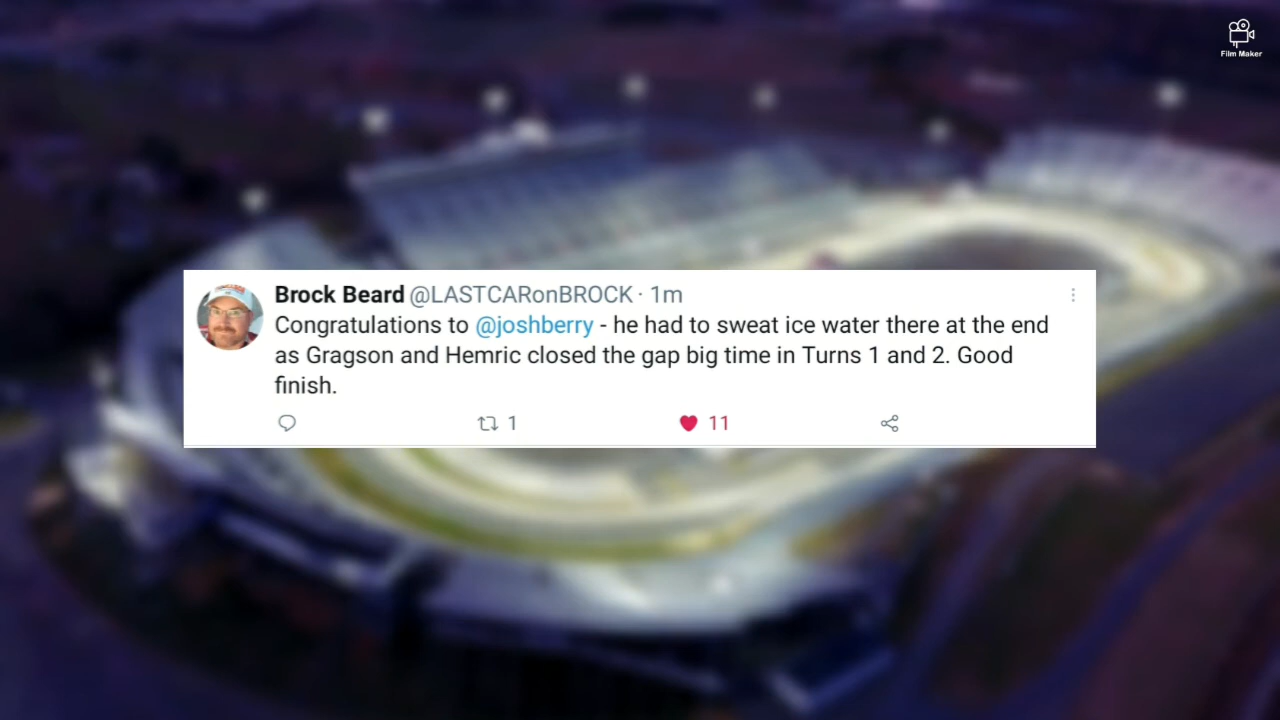 Film Maker
Brock Beard @LASTCARonBROCK · 1m
Congratulations to @joshberry - he had to sweat ice water there at the end
as Gragson and Hemric closed the gap big time in Turns 1 and 2. Good
finish.
1 11